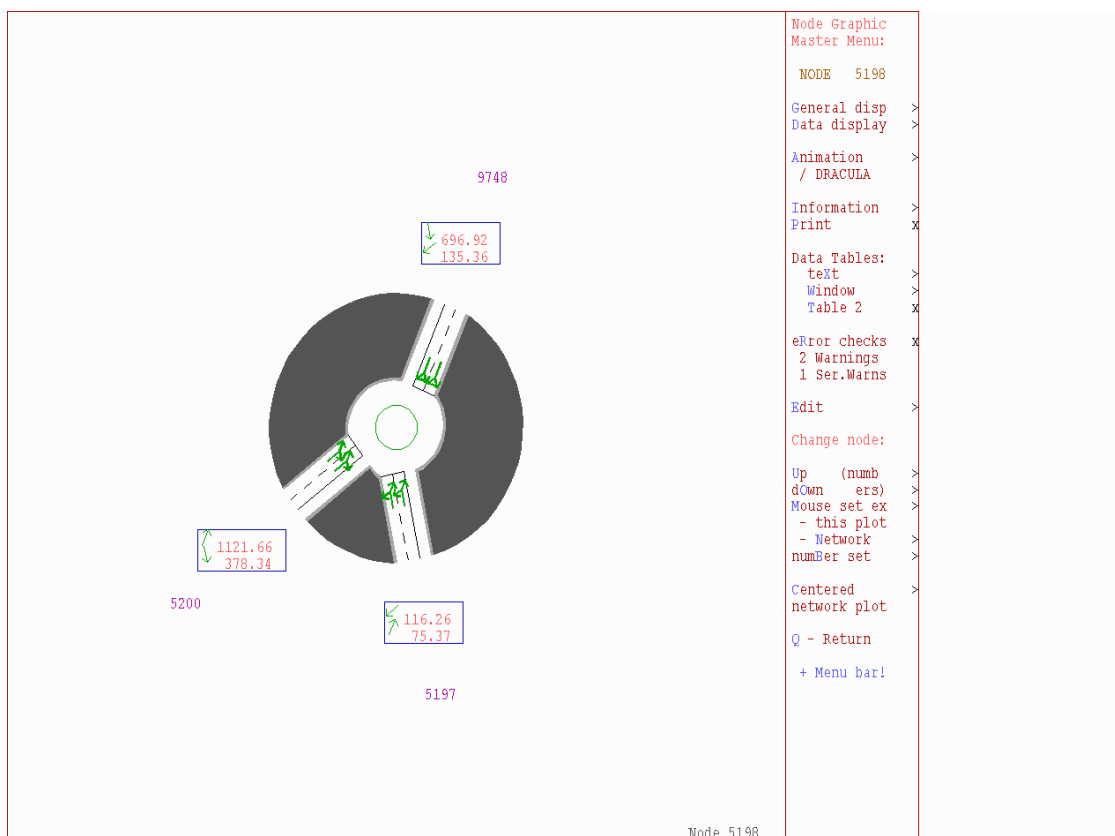 9748
696.92
135.36
1121.66
378.34
5200
116.26
75.37
5197
Node 5198
Node Graphic
Master Menu:
NODE 5198
General disp >
Data display >
Animation >
/ DRACULA
Information >
Print x
Data Tables:
teXt >
Window >
Table 2 x
eRror checks x
2 Warnings
1 Ser.Warns
Edit >
Change node:
Up (numb >
dOwn ers) >
Mouse set ex >
- this plot
- Network >
numBer set >
Centered >
network plot
Q - Return
+ Menu bar!